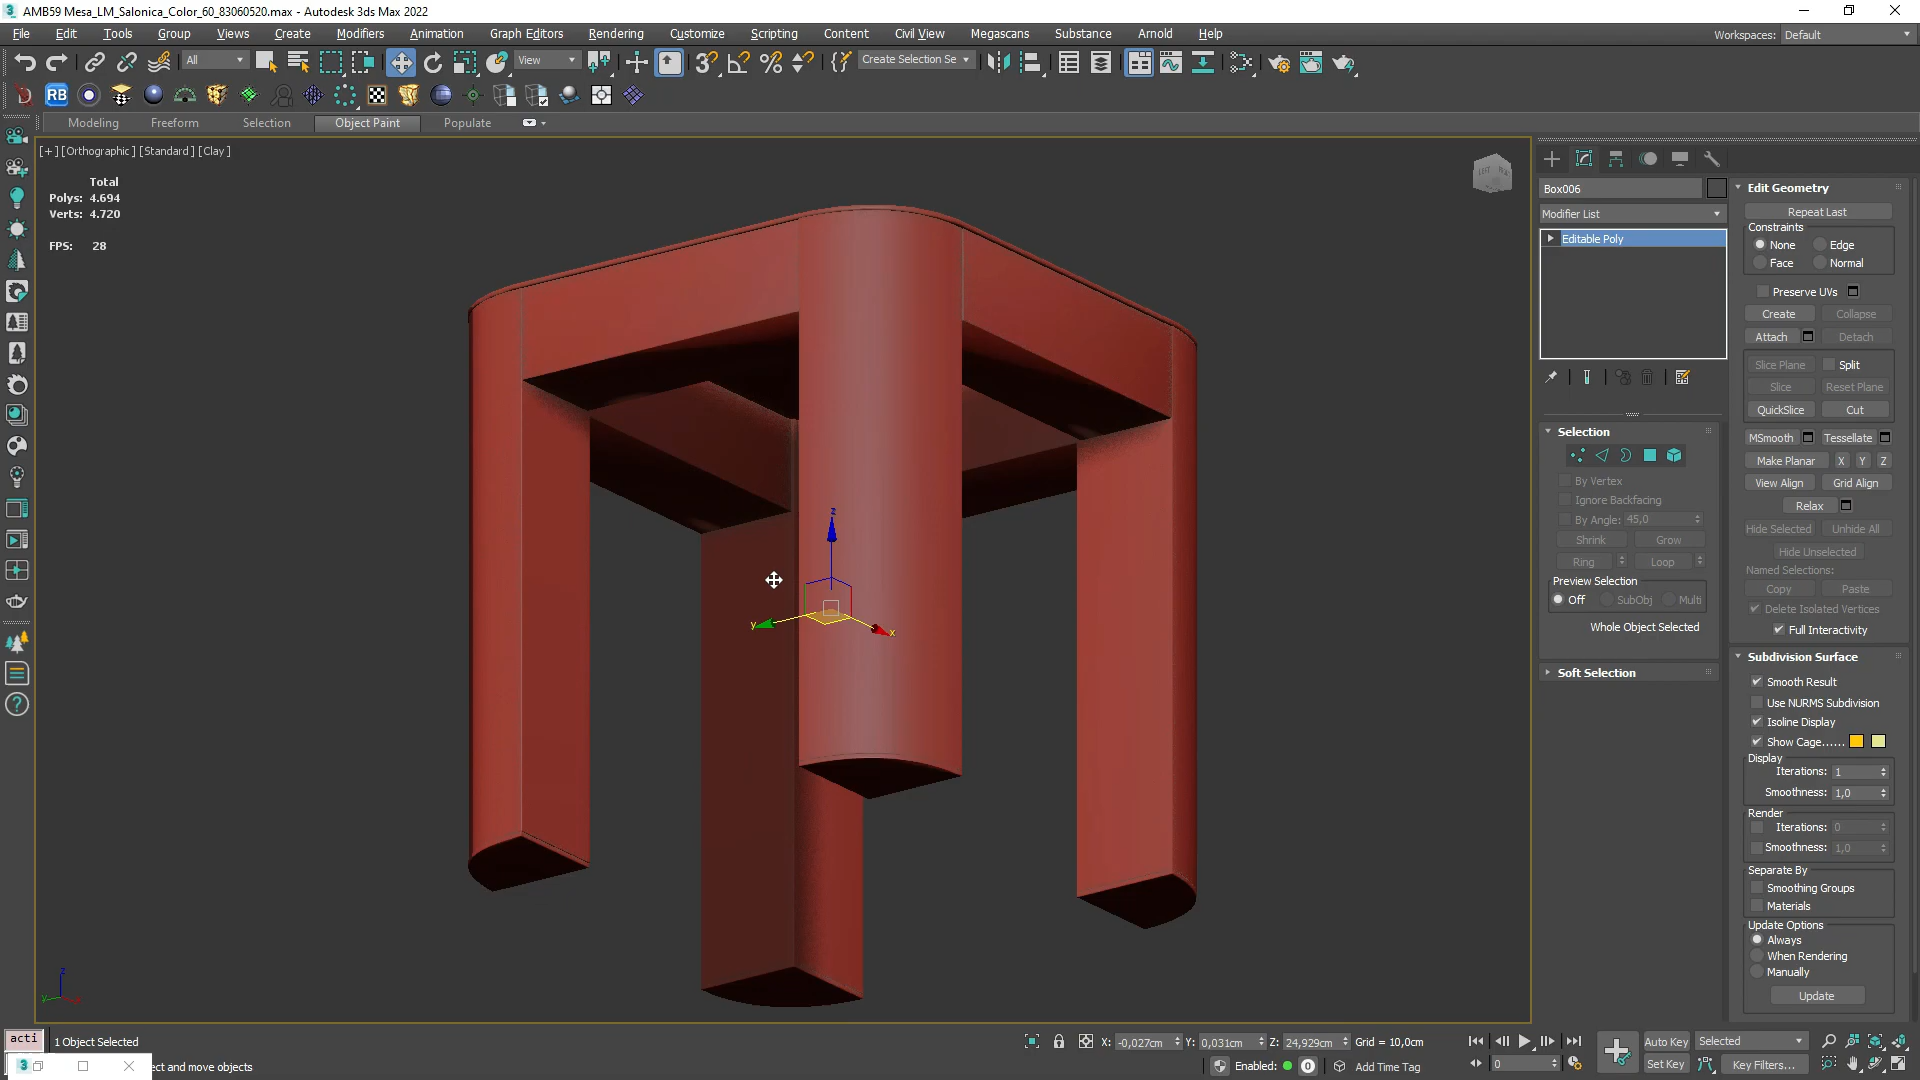 AMB59 Mesa_LM_Salonica_Color_60_83060520.max - Autodesk 3ds Max 2022
File Edit Tools Group Views Create Modifiers Animation Graph Editors Rendering Customize Scripting Content Civil View Megascans Substance Arnold Help
Workspaces: Default
All View Create Selection Se
RB
Modeling Freeform Selection Object Paint Populate
[+] [Orthographic] [Standard] [Clay]
Total
Polys: 4.694
Verts: 4.720
FPS: 28
LEFT
z
y
x
z
y
Box006
Modifier List
Editable Poly
Selection
By Vertex
Ignore Backfacing
By Angle: 45,0
Shrink Grow
Ring Loop
Preview Selection
Off SubObj Multi
Whole Object Selected
Soft Selection
Edit Geometry
Repeat Last
Constraints
None Edge
Face Normal
Preserve UVs
Create Collapse
Attach Detach
Slice Plane Split
Slice Reset Plane
QuickSlice Cut
MSmooth Tessellate
Make Planar X Y Z
View Align Grid Align
Relax
Hide Selected Unhide All
Hide Unselected
Named Selections:
Copy Paste
Delete Isolated Vertices
Full Interactivity
Subdivision Surface
Smooth Result
Use NURMS Subdivision
Isoline Display
Show Cage......
Display
Iterations: 1
Smoothness: 1,0
Render
Iterations: 0
Smoothness: 1,0
Separate By
Smoothing Groups
Materials
Update Options
Always
When Rendering
Manually
Update
acti 1 Object Selected
X: -0,027cm Y: 0,031cm Z: 24,929cm Grid = 10,0cm
Auto Key Selected
ect and move objects
Enabled: 0 Add Time Tag
0
Set Key Key Filters...